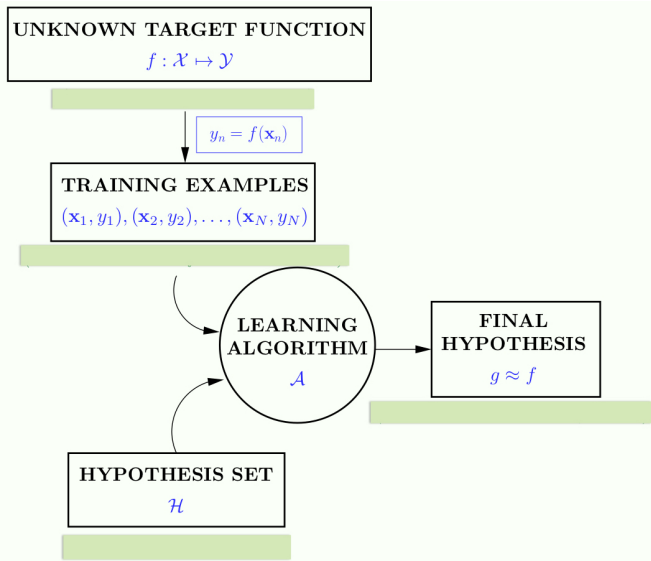 UNKNOWN TARGET FUNCTION
f : 𝒳 ↦ 𝒴
yₙ = f(𝐱ₙ)
TRAINING EXAMPLES
(𝐱₁, y₁), (𝐱₂, y₂), . . . , (𝐱_N, y_N)
LEARNING
ALGORITHM
𝒜
FINAL
HYPOTHESIS
g ≈ f
HYPOTHESIS SET
ℋ